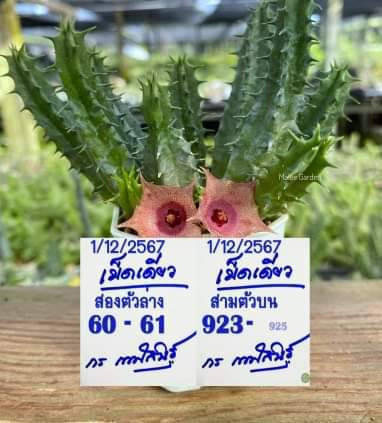 Mabel Garden
1/12/2567 1/12/2567
เม็ดเดียว เม็ดเดียว
สองตัวล่าง สามตัวบน
60 - 61 923- 925